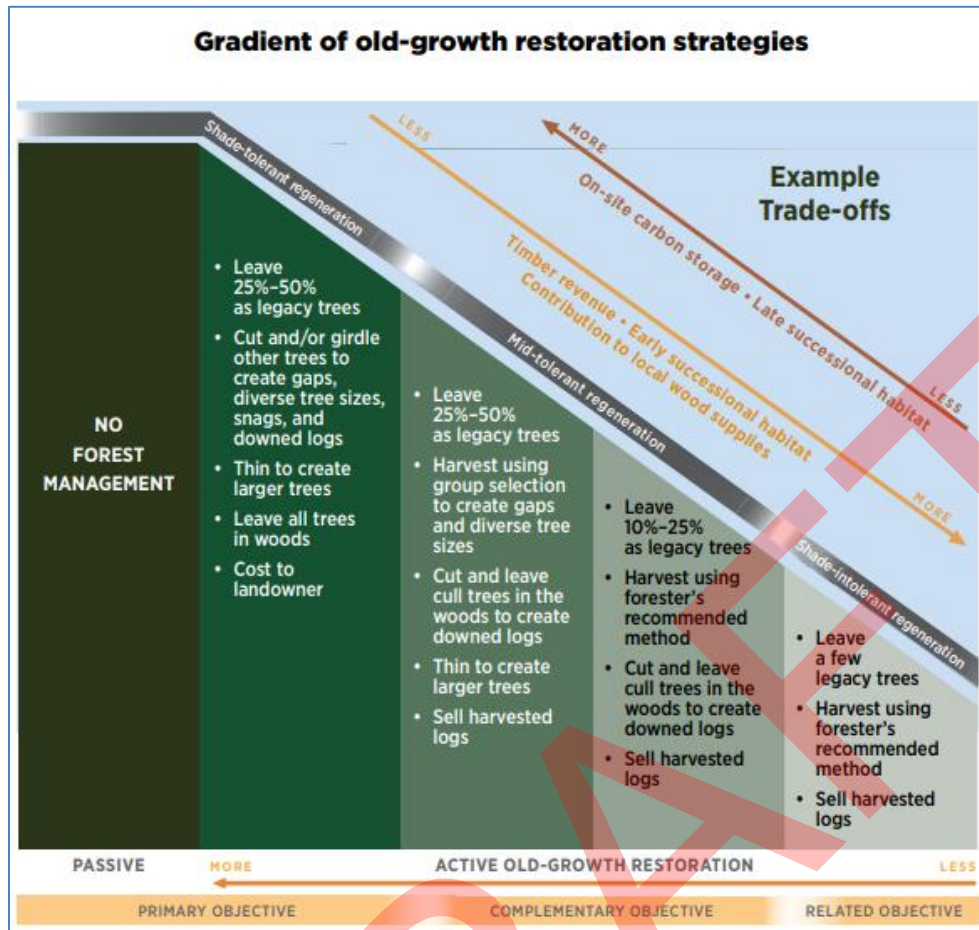 Gradient of old-growth restoration strategies
Shade-tolerant regeneration
Mid-tolerant regeneration
Shade-intolerant regeneration
LESS
Timber revenue • Early successional habitat
Contribution to local wood supplies
MORE
MORE
On-site carbon storage • Late successional habitat
LESS
Example
Trade-offs
NO
FOREST
MANAGEMENT
• Leave
25%–50%
as legacy trees
• Cut and/or girdle
other trees to
create gaps,
diverse tree sizes,
snags, and
downed logs
• Thin to create
larger trees
• Leave all trees
in woods
• Cost to
landowner
• Leave
25%–50%
as legacy trees
• Harvest using
group selection
to create gaps
and diverse tree
sizes
• Cut and leave
cull trees in the
woods to create
downed logs
• Thin to create
larger trees
• Sell harvested
logs
• Leave
10%–25%
as legacy trees
• Harvest using
forester's
recommended
method
• Cut and leave
cull trees in the
woods to create
downed logs
• Sell harvested
logs
• Leave
a few
legacy trees
• Harvest using
forester's
recommended
method
• Sell harvested
logs
PASSIVE
MORE
ACTIVE OLD-GROWTH RESTORATION
LESS
PRIMARY OBJECTIVE
COMPLEMENTARY OBJECTIVE
RELATED OBJECTIVE